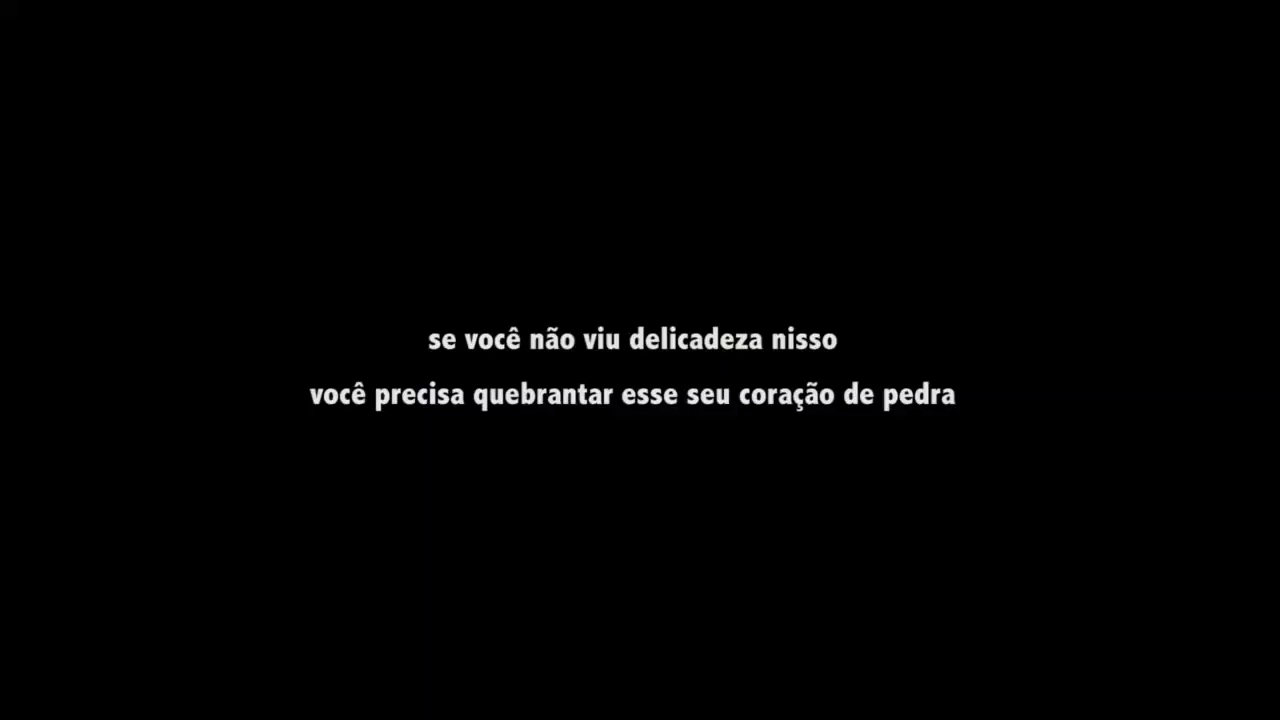 se você não viu delicadeza nisso
você precisa quebrantar esse seu coração de pedra